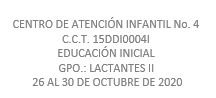 CENTRO DE ATENCIÓN INFANTIL No. 4
C.C.T. 15DDI0004I
EDUCACIÓN INICIAL
GPO.: LACTANTES II
26 AL 30 DE OCTUBRE DE 2020